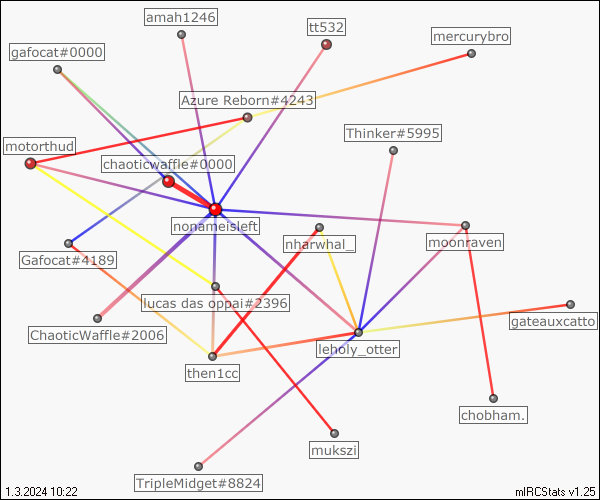 amah1246
tt532
mercurybro
gafocat#0000
Azure Reborn#4243
Thinker#5995
motorthud
chaoticwaffle#0000
nonameisleft
nharwhal_
moonraven
Gafocat#4189
lucas das oppai#2396
ChaoticWaffle#2006
gateauxcatto
leholy_otter
then1cc
chobham.
mukszi
TripleMidget#8824
1.3.2024 10:22
mIRCStats v1.25